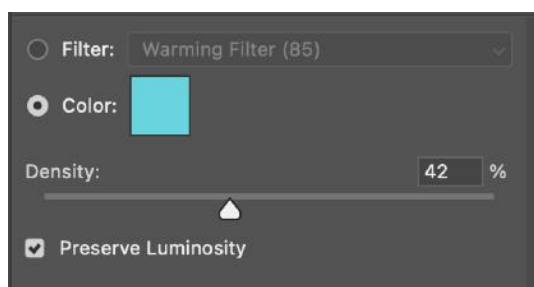 Filter: Warming Filter (85)
Color:
Density: 42 %
Preserve Luminosity